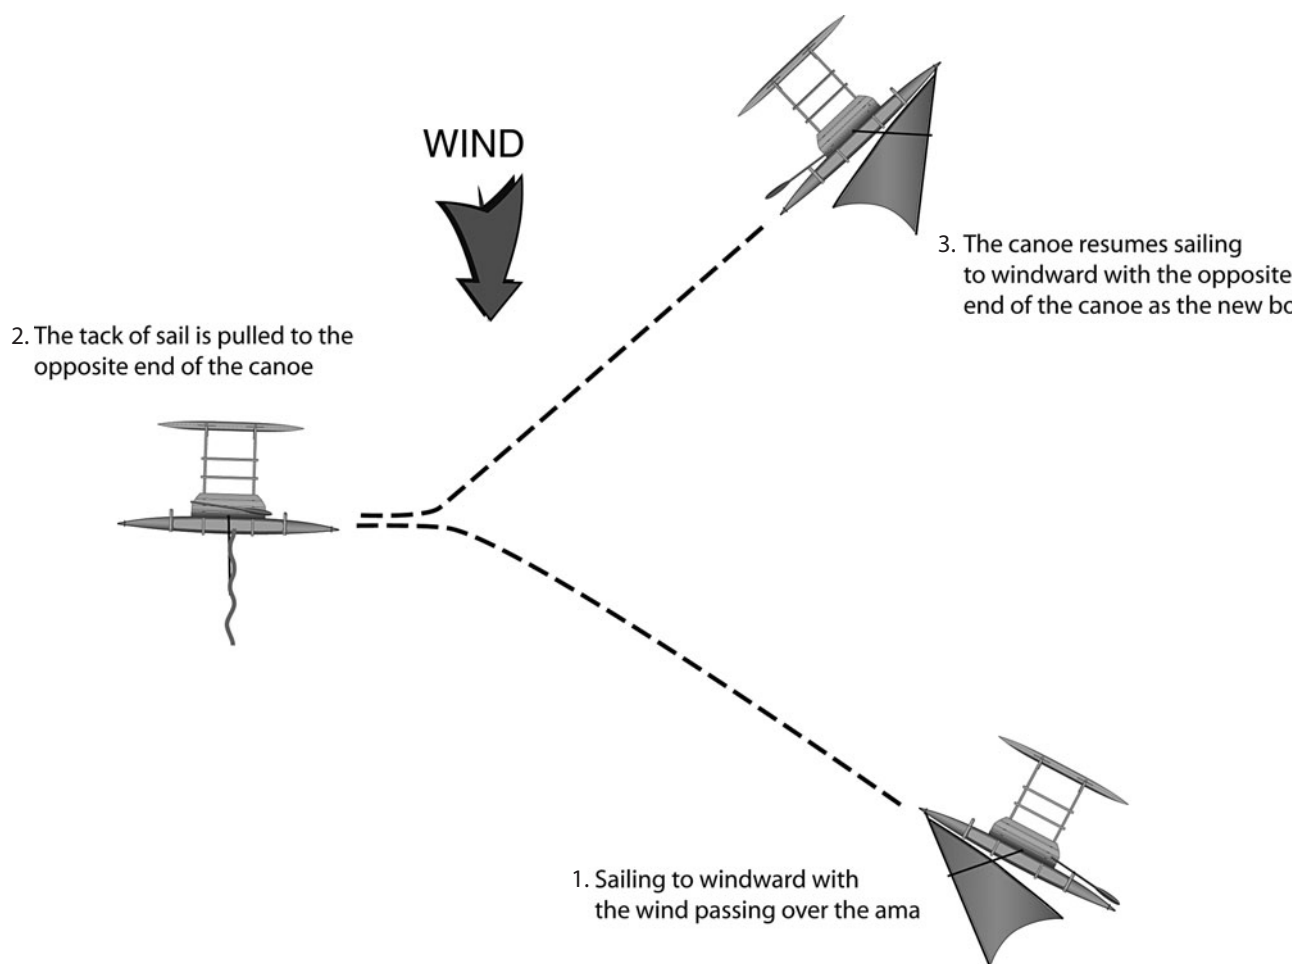 WIND
2. The tack of sail is pulled to the
opposite end of the canoe
3. The canoe resumes sailing
to windward with the opposite
end of the canoe as the new
1. Sailing to windward with
the wind passing over the ama